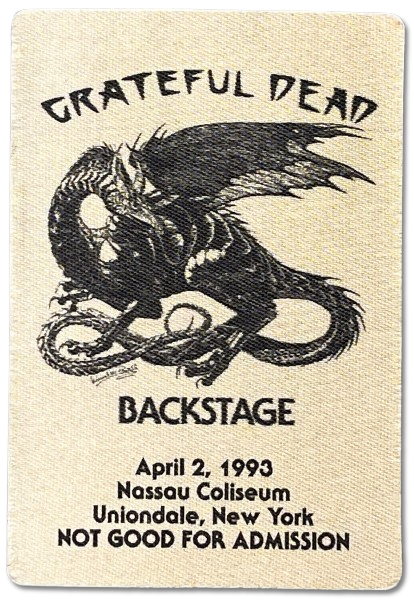 GRATEFUL DEAD
BACKSTAGE
April 2, 1993
Nassau Coliseum
Uniondale, New York
NOT GOOD FOR ADMISSION